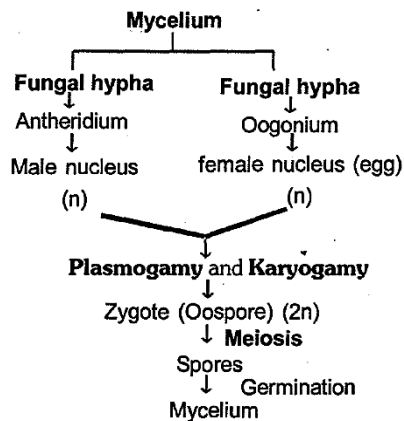 Mycelium
Fungal hypha Fungal hypha
Antheridium Oogonium
Male nucleus female nucleus (egg)
(n) (n)
Plasmogamy and Karyogamy
Zygote (Oospore) (2n)
Meiosis
Spores
Germination
Mycelium